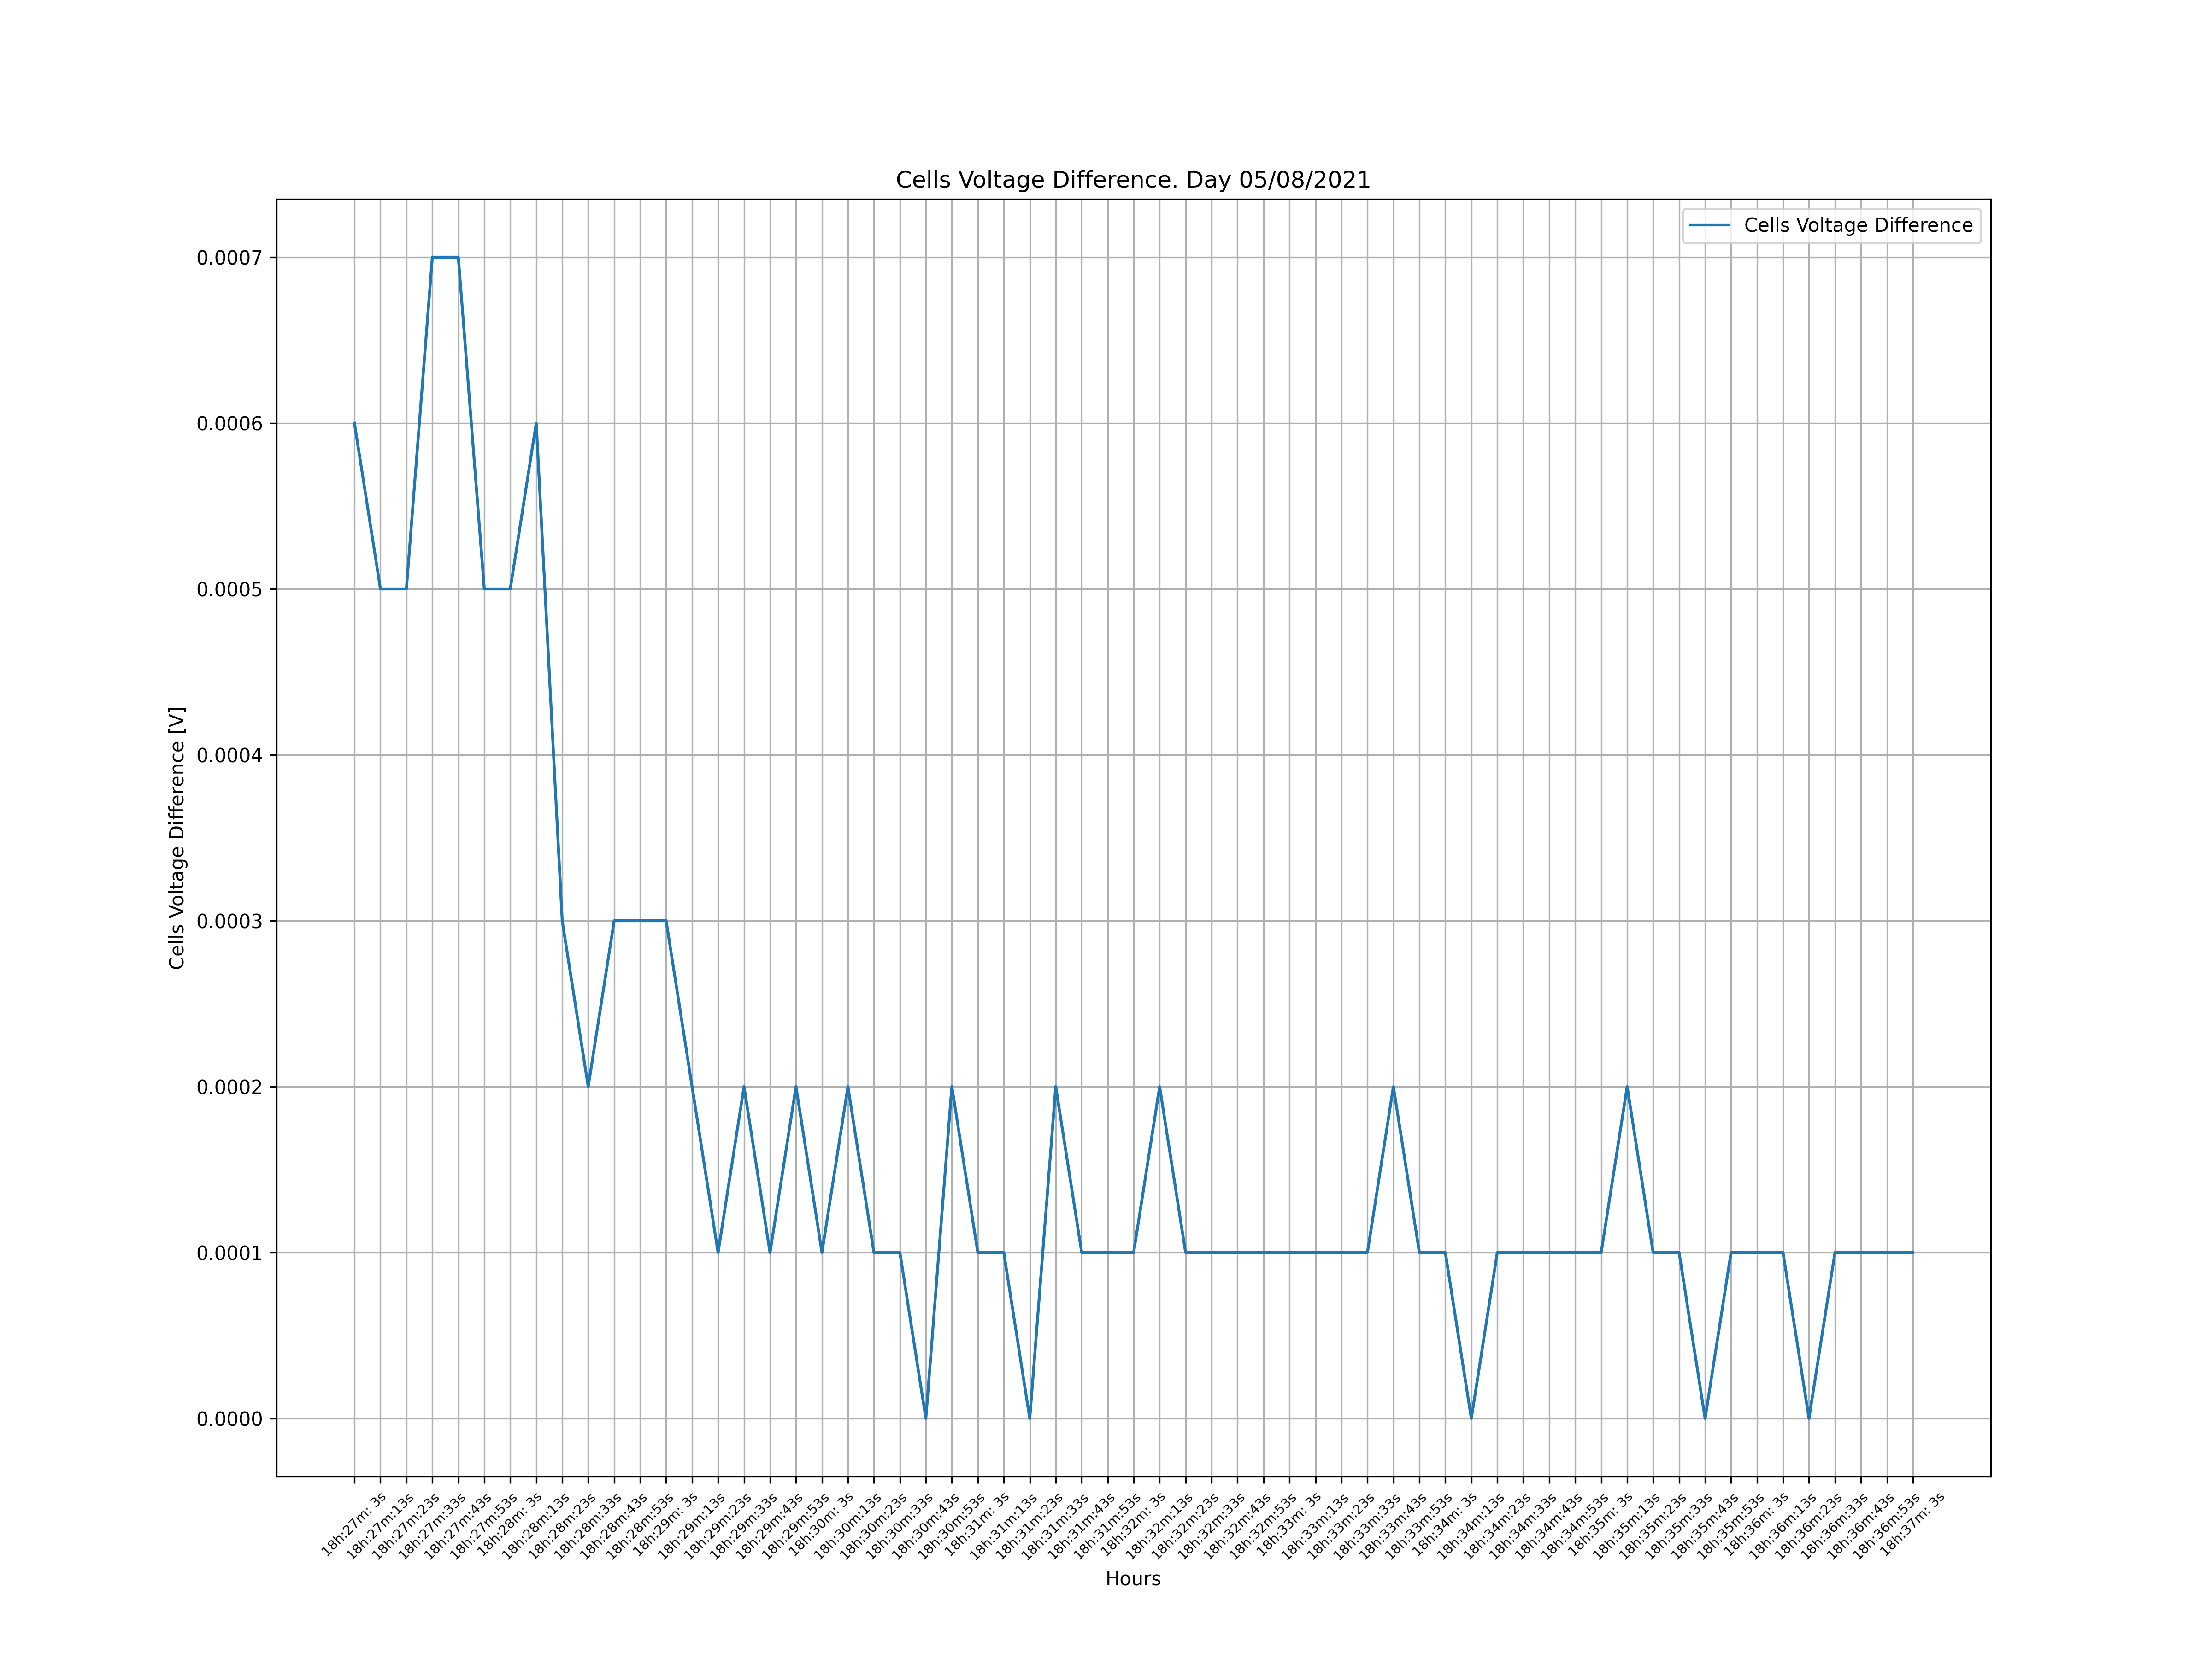 Cells Voltage Difference. Day 05/08/2021
Cells Voltage Difference
0.0007
0.0006
0.0005
0.0004
0.0003
0.0002
0.0001
0.0000
Cells Voltage Difference [V]
18h:27m: 3s
18h:27m:13s
18h:27m:23s
18h:27m:33s
18h:27m:43s
18h:27m:53s
18h:28m: 3s
18h:28m:13s
18h:28m:23s
18h:28m:33s
18h:28m:43s
18h:28m:53s
18h:29m: 3s
18h:29m:13s
18h:29m:23s
18h:29m:33s
18h:29m:43s
18h:29m:53s
18h:30m: 3s
18h:30m:13s
18h:30m:23s
18h:30m:33s
18h:30m:43s
18h:30m:53s
18h:31m: 3s
18h:31m:13s
18h:31m:23s
18h:31m:33s
18h:31m:43s
18h:31m:53s
18h:32m: 3s
18h:32m:13s
18h:32m:23s
18h:32m:33s
18h:32m:43s
18h:32m:53s
18h:33m: 3s
18h:33m:13s
18h:33m:23s
18h:33m:33s
18h:33m:43s
18h:33m:53s
18h:34m: 3s
18h:34m:13s
18h:34m:23s
18h:34m:33s
18h:34m:43s
18h:34m:53s
18h:35m: 3s
18h:35m:13s
18h:35m:23s
18h:35m:33s
18h:35m:43s
18h:35m:53s
18h:36m: 3s
18h:36m:13s
18h:36m:23s
18h:36m:33s
18h:36m:43s
18h:36m:53s
18h:37m: 3s
Hours